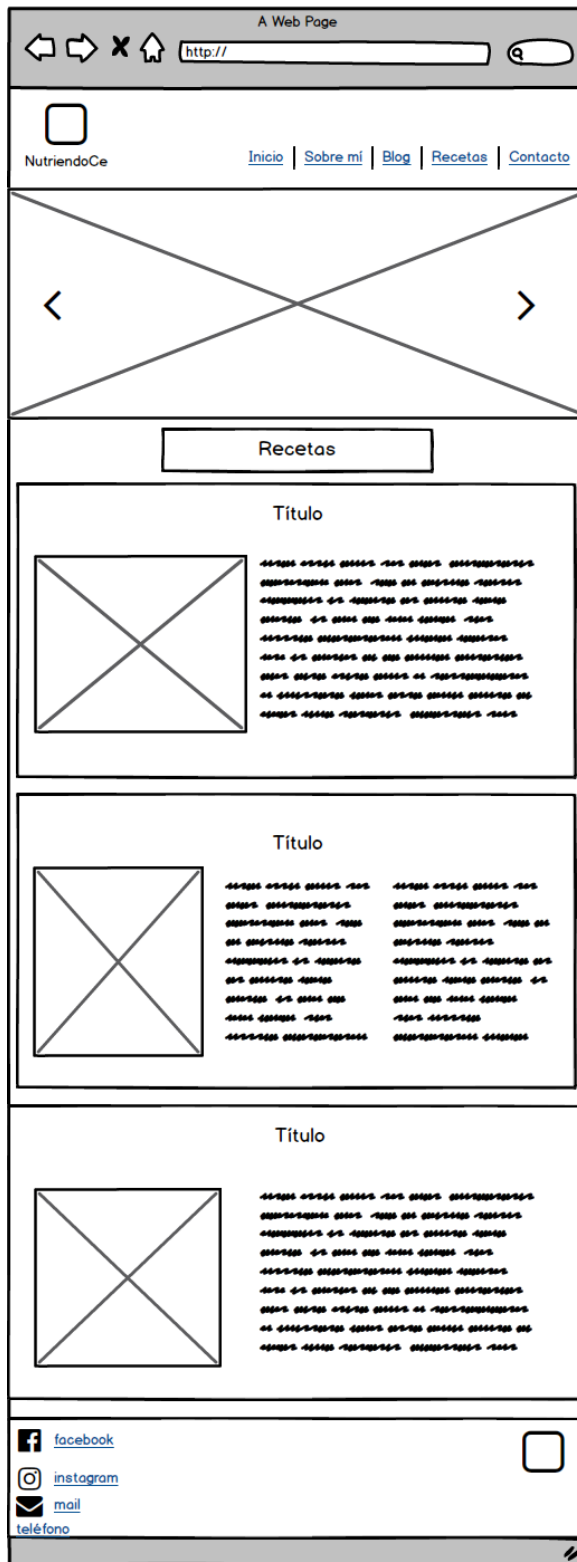 A Web Page
http://
NutriendoCe
Inicio | Sobre mí | Blog | Recetas | Contacto
Recetas
Título
Título
Título
facebook
instagram
mail
teléfono